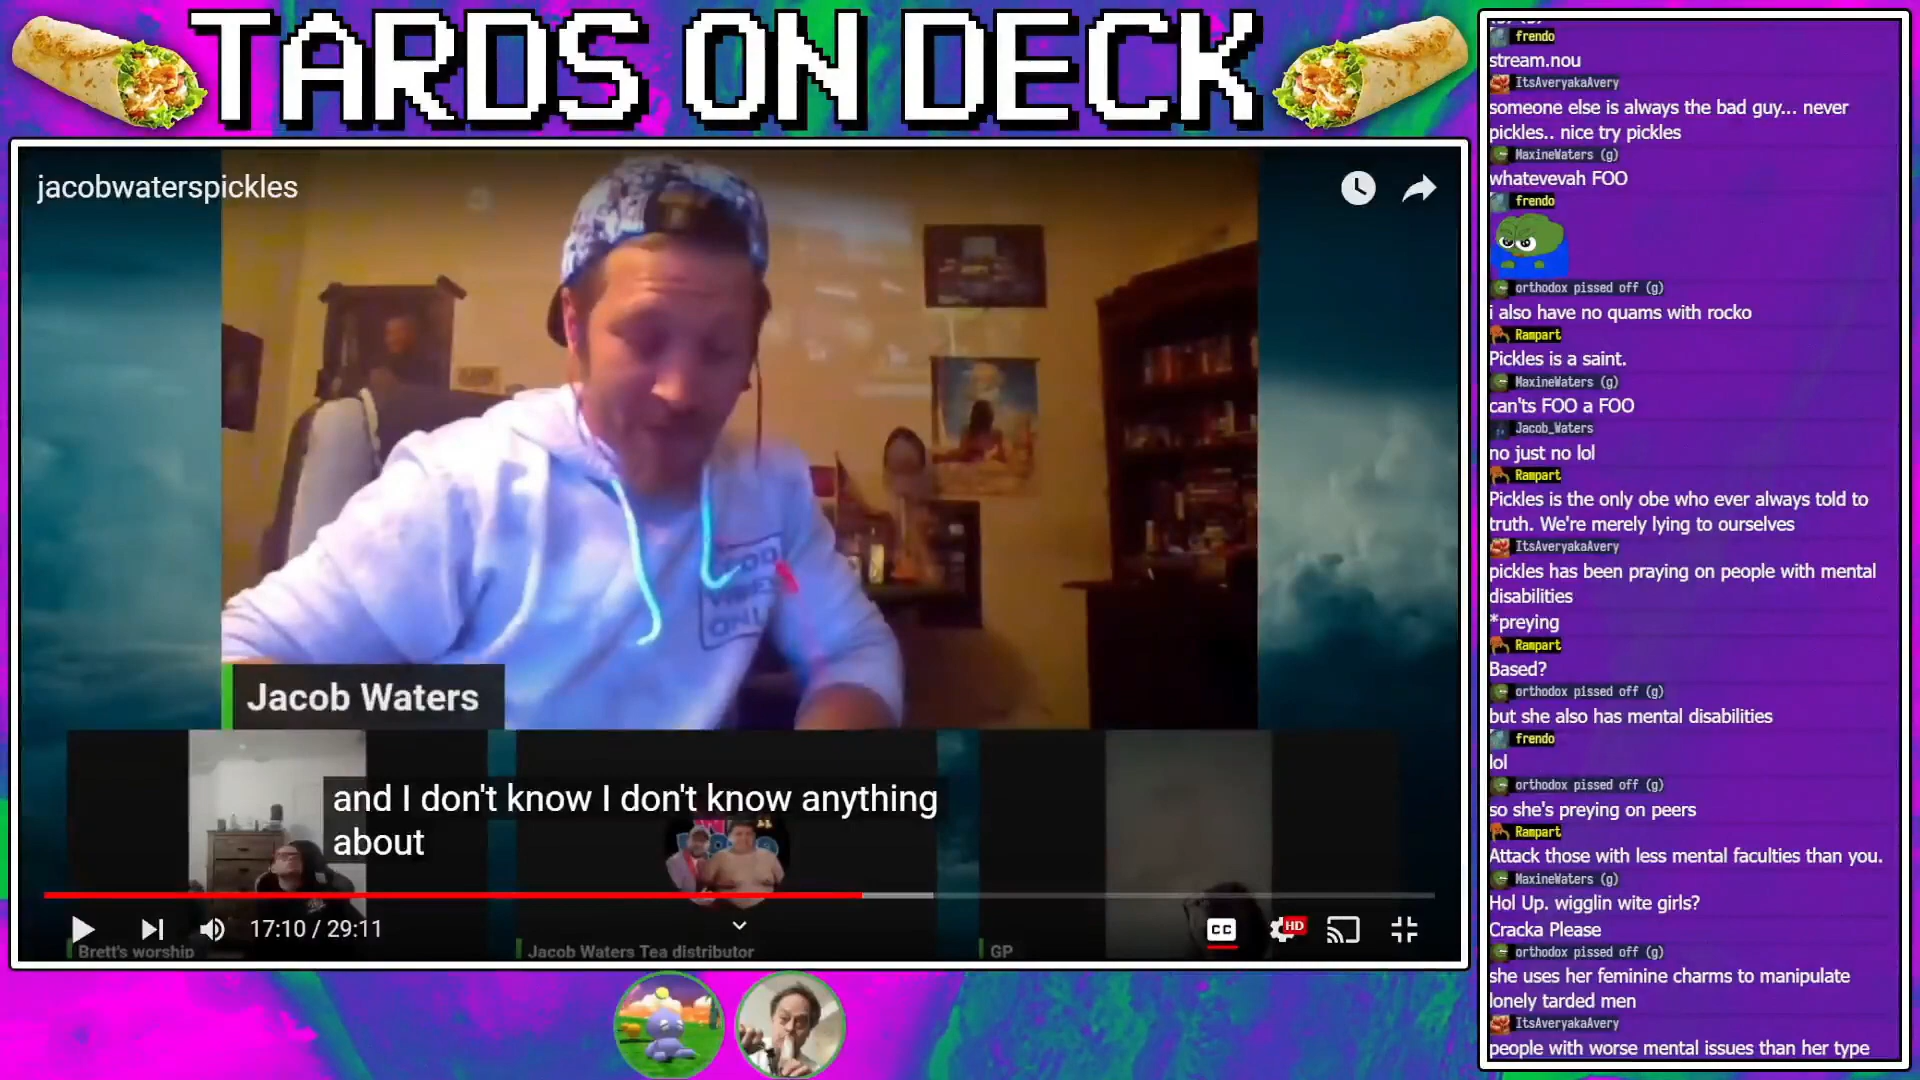 TARDS ON DECK
jacobwaterspickles
Jacob Waters
and I don't know I don't know anything
about
17:10 / 29:11
CC
HD
Brett's worship
Jacob Waters Tea distributor
GP
frendo
stream.nou
ItsAveryakaAvery
someone else is always the bad guy... never
pickles.. nice try pickles
MaxineWaters (g)
whatevevah FOO
frendo
orthodox pissed off (g)
i also have no quams with rocko
Rampart
Pickles is a saint.
MaxineWaters (g)
can'ts FOO a FOO
Jacob_Waters
no just no lol
Rampart
Pickles is the only obe who ever always told to
truth. We're merely lying to ourselves
ItsAveryakaAvery
pickles has been praying on people with mental
disabilities
*preying
Rampart
Based?
orthodox pissed off (g)
but she also has mental disabilities
frendo
lol
orthodox pissed off (g)
so she's preying on peers
Rampart
Attack those with less mental faculties than you.
MaxineWaters (g)
Hol Up. wigglin wite girls?
Cracka Please
orthodox pissed off (g)
she uses her feminine charms to manipulate
lonely tarded men
ItsAveryakaAvery
people with worse mental issues than her type